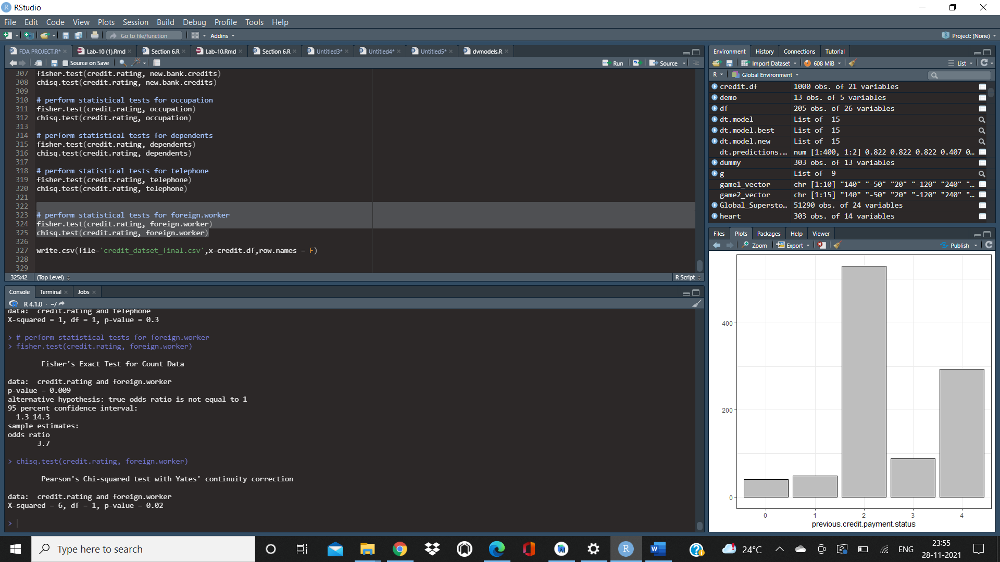 RStudio
File Edit Code View Plots Session Build Debug Profile Tools Help
Go to file/function Addins Project: (None)
FDA PROJECT.R* Lab-10 (1).Rmd Section 6.R Lab-10.Rmd Section 6.R Untitled3* Untitled4* Untitled5* dvmodels.R
Source on Save Run Source
307 fisher.test(credit.rating, new.bank.credits)
308 chisq.test(credit.rating, new.bank.credits)
309
310 # perform statistical tests for occupation
311 fisher.test(credit.rating, occupation)
312 chisq.test(credit.rating, occupation)
313
314 # perform statistical tests for dependents
315 fisher.test(credit.rating, dependents)
316 chisq.test(credit.rating, dependents)
317
318 # perform statistical tests for telephone
319 fisher.test(credit.rating, telephone)
320 chisq.test(credit.rating, telephone)
321
322
323 # perform statistical tests for foreign.worker
324 fisher.test(credit.rating, foreign.worker)
325 chisq.test(credit.rating, foreign.worker)
326
327 write.csv(file='credit_datset_final.csv',x=credit.df,row.names = F)
328
329
325:42 (Top Level) R Script
Console Terminal Jobs
R 4.1.0 · ~/
data: credit.rating and telephone
X-squared = 1, df = 1, p-value = 0.3
> # perform statistical tests for foreign.worker
> fisher.test(credit.rating, foreign.worker)
Fisher's Exact Test for Count Data
data: credit.rating and foreign.worker
p-value = 0.009
alternative hypothesis: true odds ratio is not equal to 1
95 percent confidence interval:
1.3 14.3
sample estimates:
odds ratio
3.7
> chisq.test(credit.rating, foreign.worker)
Pearson's Chi-squared test with Yates' continuity correction
data: credit.rating and foreign.worker
X-squared = 6, df = 1, p-value = 0.02
>
Environment History Connections Tutorial
Import Dataset 608 MiB List
R Global Environment
credit.df 1000 obs. of 21 variables
demo 13 obs. of 5 variables
df 205 obs. of 26 variables
dt.model List of 15
dt.model.best List of 15
dt.model.new List of 15
dt.predictions.… num [1:400, 1:2] 0.822 0.822 0.822 0.407 0…
dummy 303 obs. of 13 variables
g List of 9
game1_vector chr [1:10] "140" "-50" "20" "-120" "240" "…
game2_vector chr [1:15] "140" "-50" "20" "-120" "240" "…
Global_Supersto… 51290 obs. of 24 variables
heart 303 obs. of 14 variables
Files Plots Packages Help Viewer
Zoom Export Publish
400
200
0
0 1 2 3 4
previous.credit.payment.status
Type here to search
24°C ENG 23:55
28-11-2021